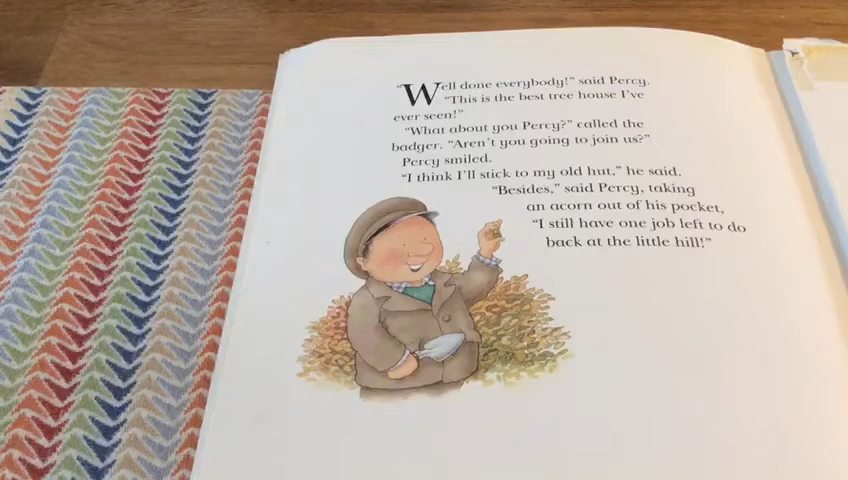 "Well done everybody!" said Percy.
"This is the best tree house I've
ever seen!"
"What about you Percy?" called the
badger. "Aren't you going to join us?"
Percy smiled.
"I think I'll stick to my old hut," he said.
"Besides," said Percy, taking
an acorn out of his pocket,
"I still have one job left to do
back at the little hill!"